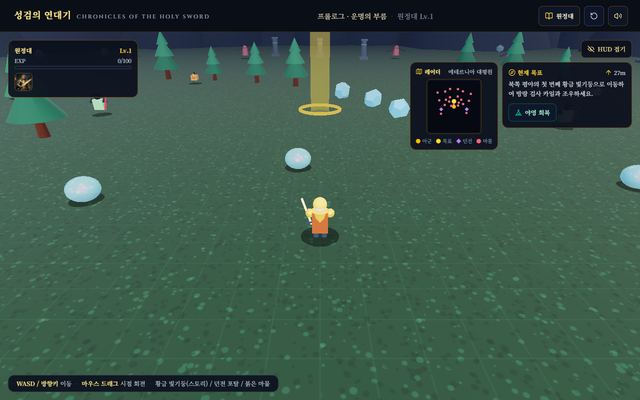 성검의 연대기 CHRONICLES OF THE HOLY SWORD
프롤로그 · 운명의 부름 · 원정대 Lv.1
원정대
원정대 Lv.1
EXP 0/100
HUD 접기
레이더 에테르니아 대평원
아군 목표 던전 마물
현재 목표 27m
북쪽 평야의 첫 번째 황금 빛기둥으로 이동하
여 방랑 검사 카일과 조우하세요.
야영 회복
WASD / 방향키 이동 마우스 드래그 시점 회전 황금 빛기둥(스토리) / 던전 포탈 / 붉은 마물